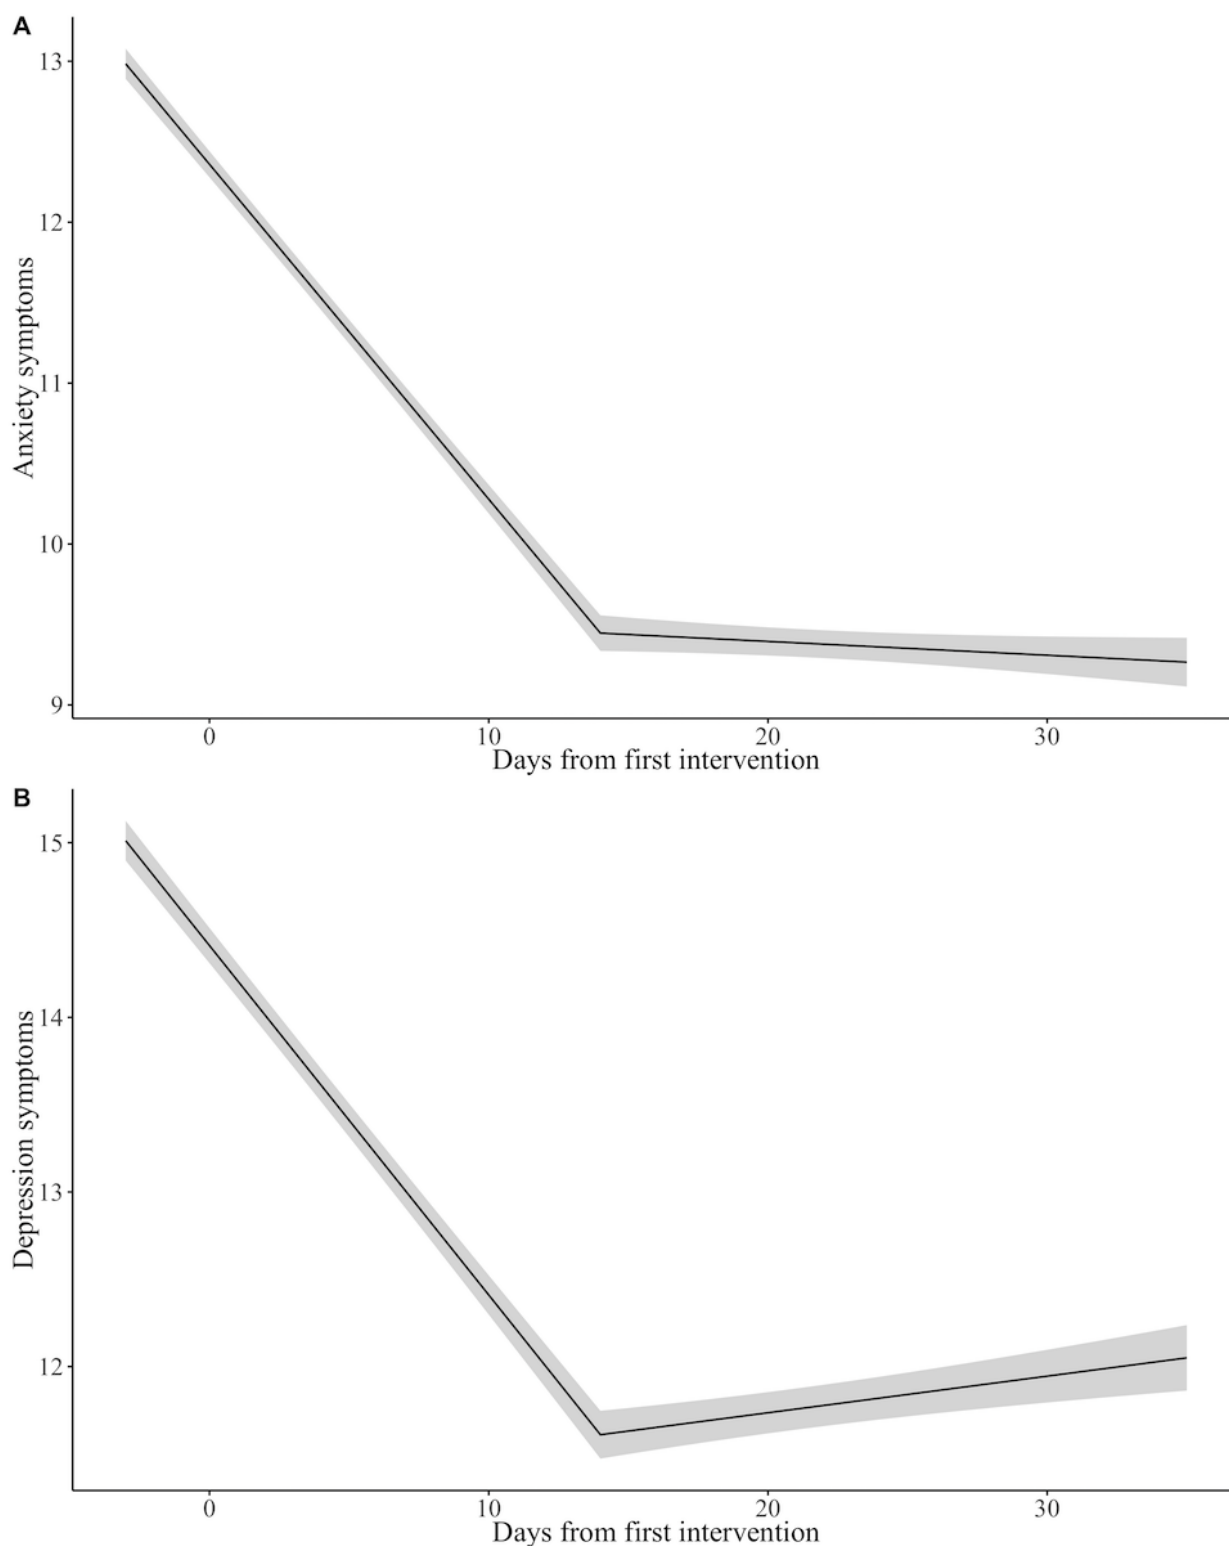 A
13
12
11
10
9
Anxiety symptoms
0 10 20 30
Days from first intervention
B
15
14
13
12
Depression symptoms
0 10 20 30
Days from first intervention